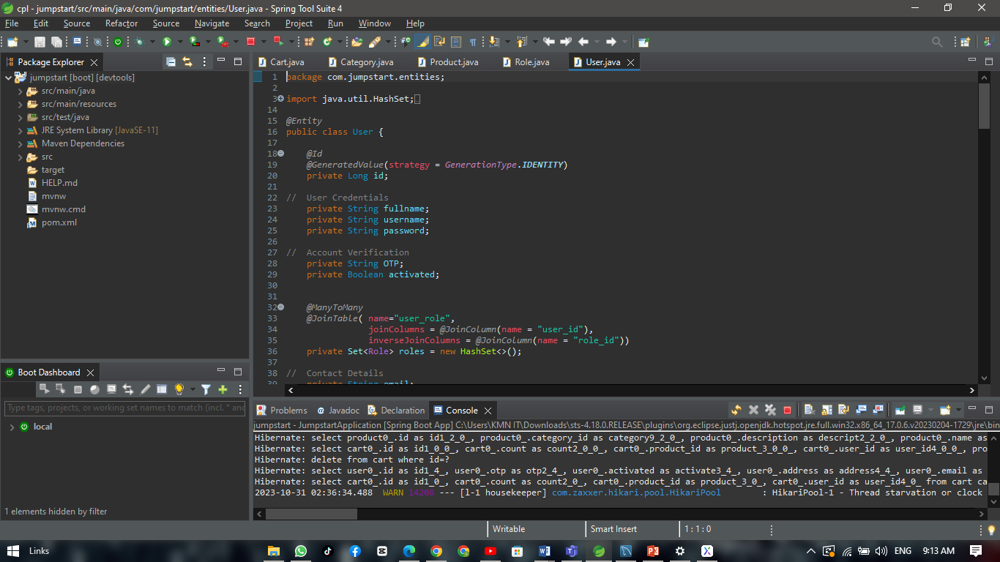 cpl - jumpstart/src/main/java/com/jumpstart/entities/User.java - Spring Tool Suite 4
File Edit Source Refactor Source Navigate Search Project Run Window Help
Package Explorer
jumpstart [boot] [devtools]
src/main/java
src/main/resources
src/test/java
JRE System Library [JavaSE-11]
Maven Dependencies
src
target
HELP.md
mvnw
mvnw.cmd
pom.xml
Boot Dashboard
Type tags, projects, or working set names to match (incl. * and
local
1 elements hidden by filter
Cart.java Category.java Product.java Role.java User.java
1 package com.jumpstart.entities;
2
3 import java.util.HashSet;
14
15 @Entity
16 public class User {
17
18 @Id
19 @GeneratedValue(strategy = GenerationType.IDENTITY)
20 private Long id;
21
22 // User Credentials
23 private String fullname;
24 private String username;
25 private String password;
26
27 // Account Verification
28 private String OTP;
29 private Boolean activated;
30
31
32 @ManyToMany
33 @JoinTable( name="user_role",
34 joinColumns = @JoinColumn(name = "user_id"),
35 inverseJoinColumns = @JoinColumn(name = "role_id"))
36 private Set<Role> roles = new HashSet<>();
37
38 // Contact Details
39 private String email;
Problems Javadoc Declaration Console
jumpstart - JumpstartApplication [Spring Boot App] C:\Users\KMN IT\Downloads\sts-4.18.0.RELEASE\plugins\org.eclipse.justj.openjdk.hotspot.jre.full.win32.x86_64_17.0.6.v20230204-1729\jre\bin
Hibernate: select product0_.id as id1_2_0_, product0_.category_id as category9_2_0_, product0_.description as descript2_2_0_, product0_.name as
Hibernate: select cart0_.id as id1_0_0_, cart0_.count as count2_0_0_, cart0_.product_id as product_3_0_0_, cart0_.user_id as user_id4_0_0_, pro
Hibernate: delete from cart where id=?
Hibernate: select user0_.id as id1_4_, user0_.otp as otp2_4_, user0_.activated as activate3_4_, user0_.address as address4_4_, user0_.email as
Hibernate: select cart0_.id as id1_0_, cart0_.count as count2_0_, cart0_.product_id as product_3_0_, cart0_.user_id as user_id4_0_ from cart ca
2023-10-31 02:36:34.488 WARN 14208 --- [l-1 housekeeper] com.zaxxer.hikari.pool.HikariPool : HikariPool-1 - Thread starvation or clock
Writable Smart Insert 1 : 1 : 0
Links ENG 9:13 AM